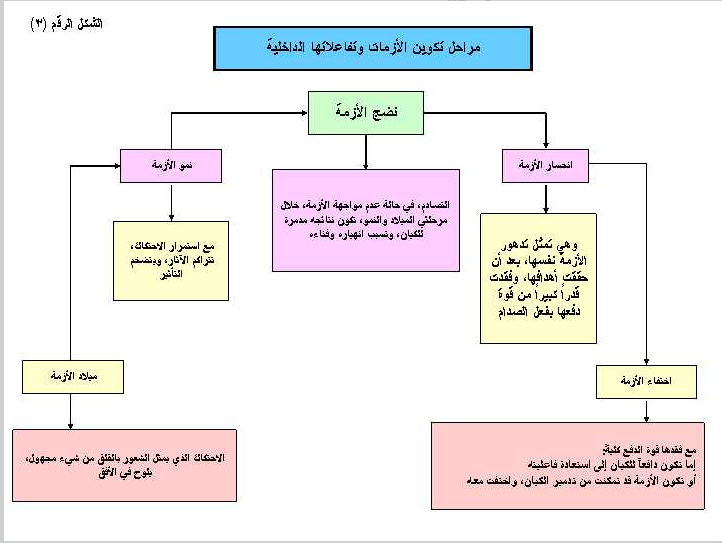 الشكل الرقم (٣)
مراحل تكوين الأزمات وتفاعلاتها الداخلية
نضج الأزمة
نمو الأزمة
انحسار الأزمة
التصادم، في حالة عدم مواجهة الأزمة، خلال
مرحلتي الميلاد والنمو، تكون نتائجه مدمرة
للكيان، وتسبب انهياره وفناءه
مع استمرار الاحتكاك،
تتراكم الآثار، ويتضخم
التأثير
وهي تمثّل تدهور
الأزمة نفسها، بعد أن
حققت أهدافها، وفقدت
قدراً كبيراً من قوة
دفعها بفعل الصدام
ميلاد الأزمة
اختفاء الأزمة
الاحتكاك الذي يمثل الشعور بالقلق من شيء مجهول،
يلوح في الأفق
مع فقدها قوة الدفع كليةً:
إما تكون دافعاً للكيان إلى استعادة فاعليته
أو تكون الأزمة قد تمكنت من تدمير الكيان، واختفت معه